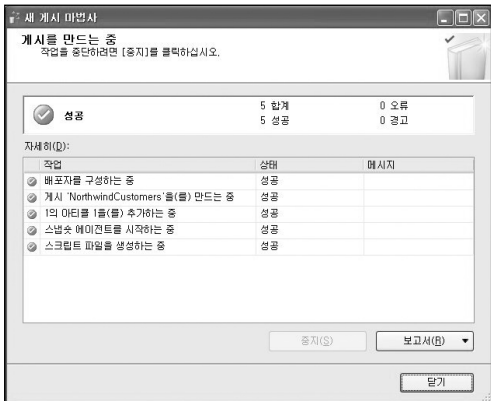 새 게시 마법사
게시를 만드는 중
작업을 중단하려면 [중지]를 클릭하십시오.
성공
5 합계
0 오류
5 성공
0 경고
자세히(D):
작업 상태 메시지
배포자를 구성하는 중 성공
게시 'NorthwindCustomers'을(를) 만드는 중 성공
1의 아티클 1을(를) 추가하는 중 성공
스냅숏 에이전트를 시작하는 중 성공
스크립트 파일을 생성하는 중 성공
중지(S)
보고서(R)
닫기